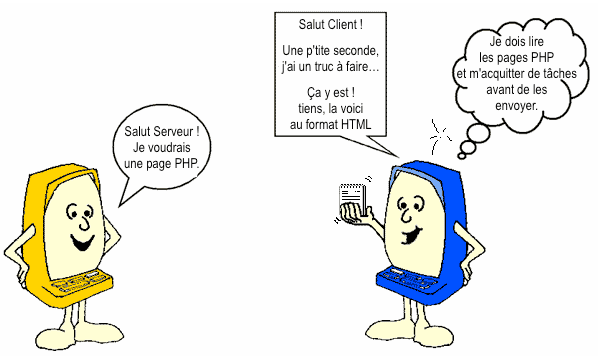 Salut Serveur !
Je voudrais
une page PHP.
Salut Client !
Une p'tite seconde,
j'ai un truc à faire...
Ça y est !
tiens, la voici
au format HTML
Je dois lire
les pages PHP
et m'acquitter de tâches
avant de les
envoyer.